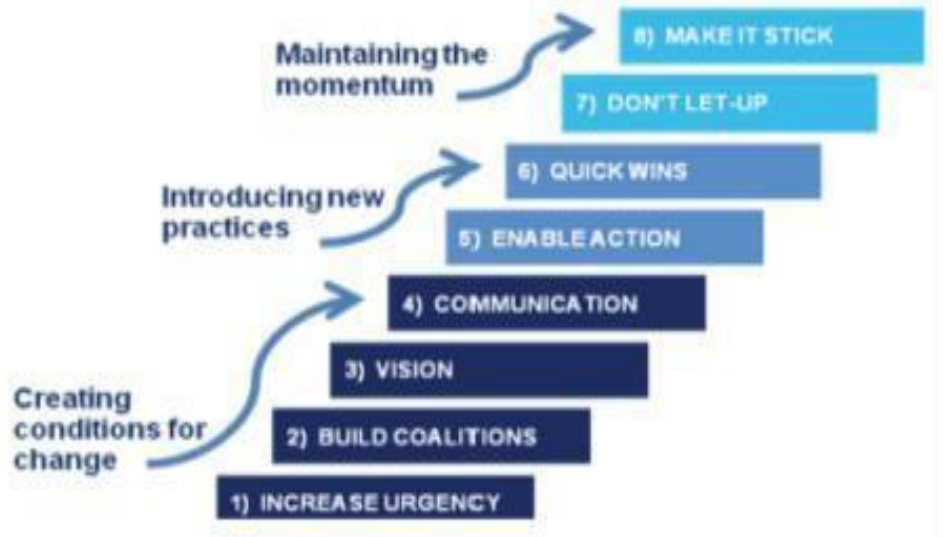 Maintaining the
momentum
8) MAKE IT STICK
7) DON'T LET-UP
Introducing new
practices
6) QUICK WINS
5) ENABLE ACTION
Creating
conditions for
change
4) COMMUNICATION
3) VISION
2) BUILD COALITIONS
1) INCREASE URGENCY